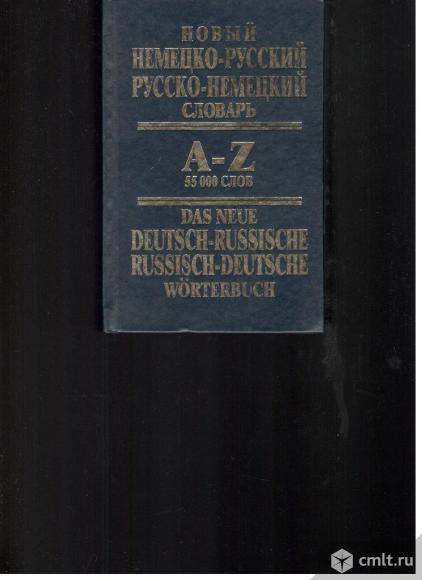 НОВЫЙ
НЕМЕЦКО-РУССКИЙ
РУССКО-НЕМЕЦКИЙ
СЛОВАРЬ
A-Z
55 000 СЛОВ
DAS NEUE
DEUTSCH-RUSSISCHE
RUSSISCH-DEUTSCHE
WÖRTERBUCH
cmlt.ru